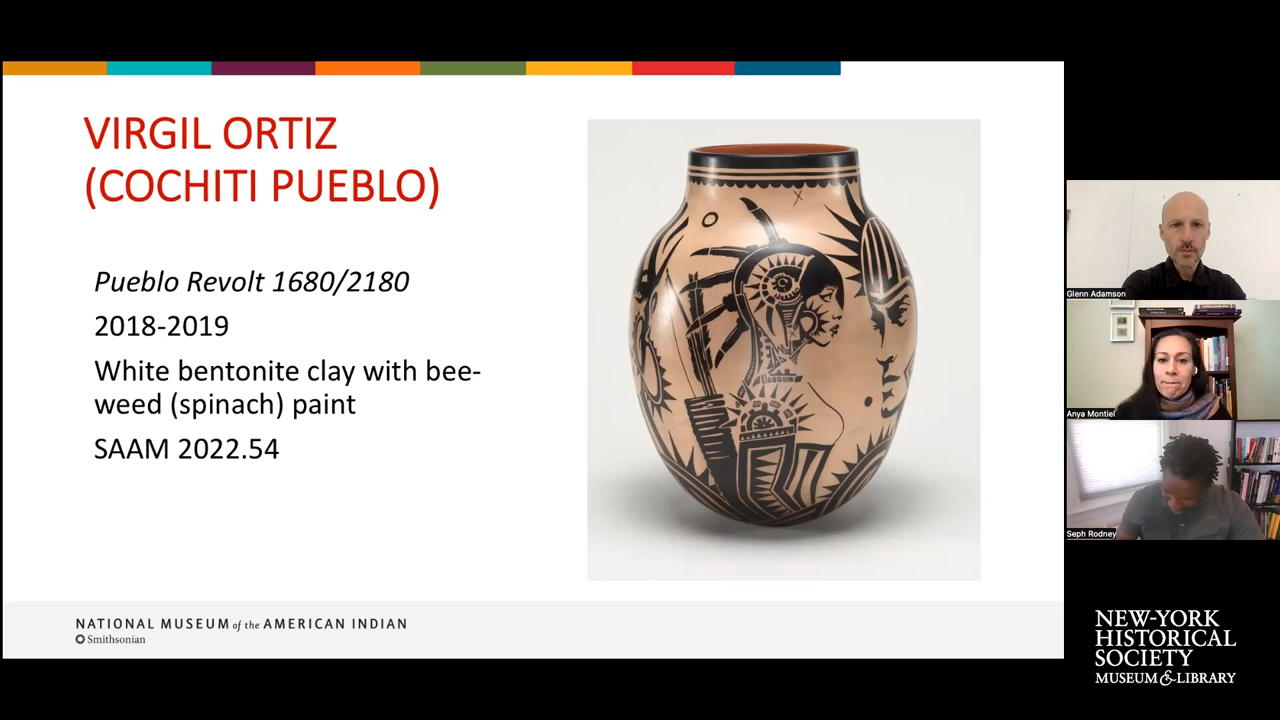 VIRGIL ORTIZ
(COCHITI PUEBLO)
Pueblo Revolt 1680/2180
2018-2019
White bentonite clay with bee-
weed (spinach) paint
SAAM 2022.54
NATIONAL MUSEUM of the AMERICAN INDIAN
Smithsonian
Glenn Adamson
Anya Montiel
Seph Rodney
NEW-YORK
HISTORICAL
SOCIETY
MUSEUM & LIBRARY